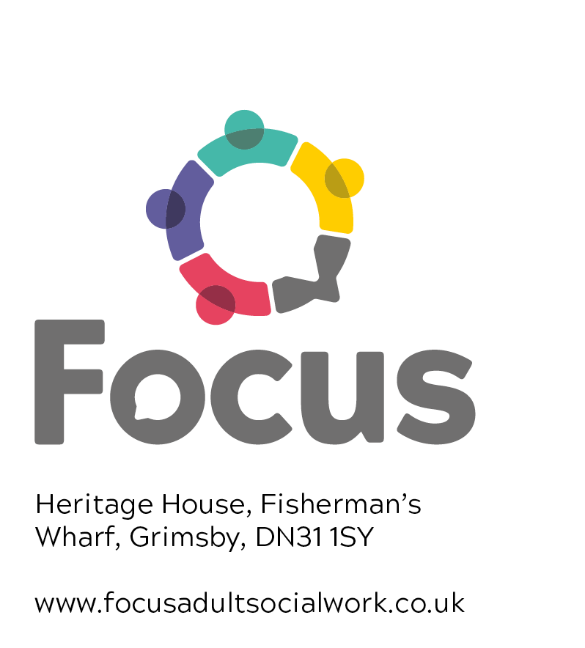 Focus
Heritage House, Fisherman’s
Wharf, Grimsby, DN31 1SY
www.focusadultsocialwork.co.uk